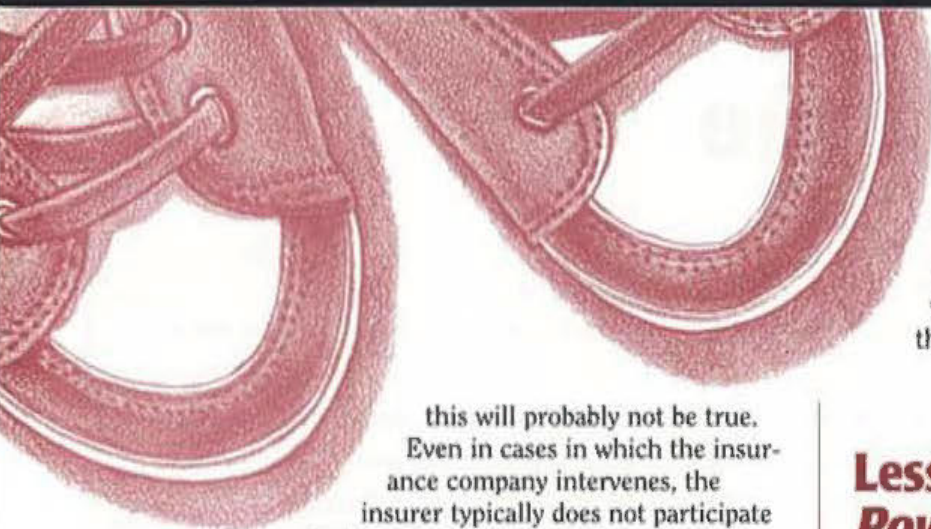 this will probably not be true.
Even in cases in which the insur-
ance company intervenes, the
insurer typically does not participate